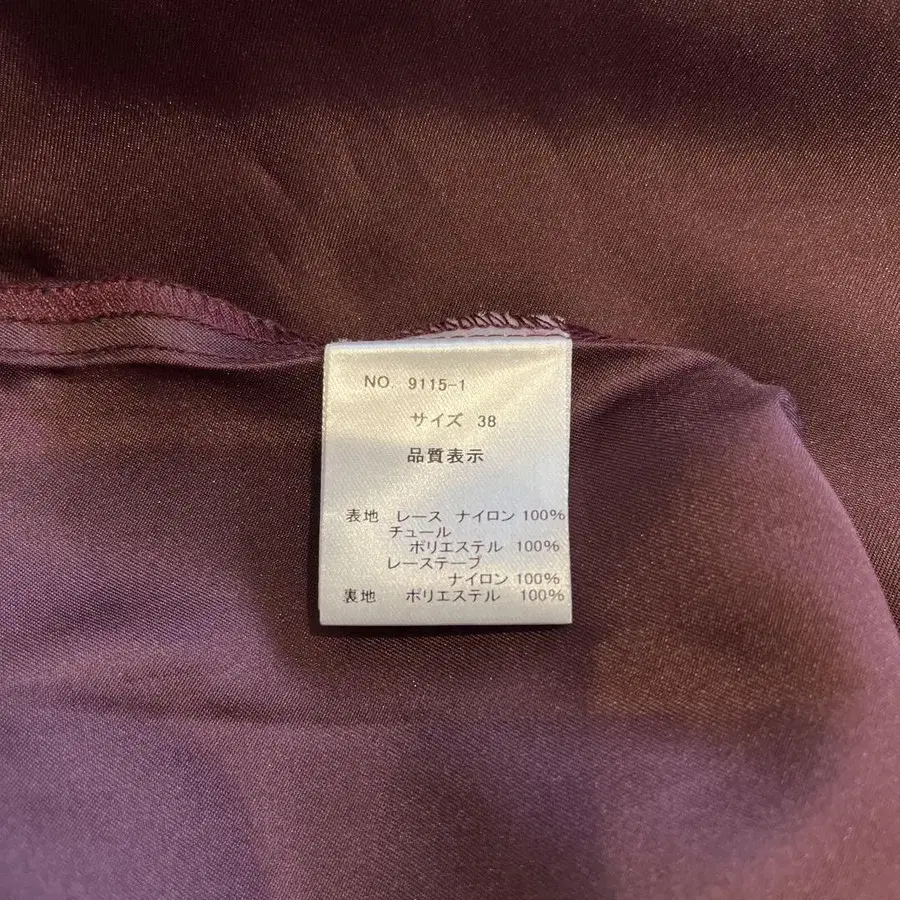 NO. 9115-1
サイズ 38
品質表示
表地 レース ナイロン 100%
チュール
ポリエステル 100%
レーステープ
ナイロン 100%
裏地 ポリエステル 100%